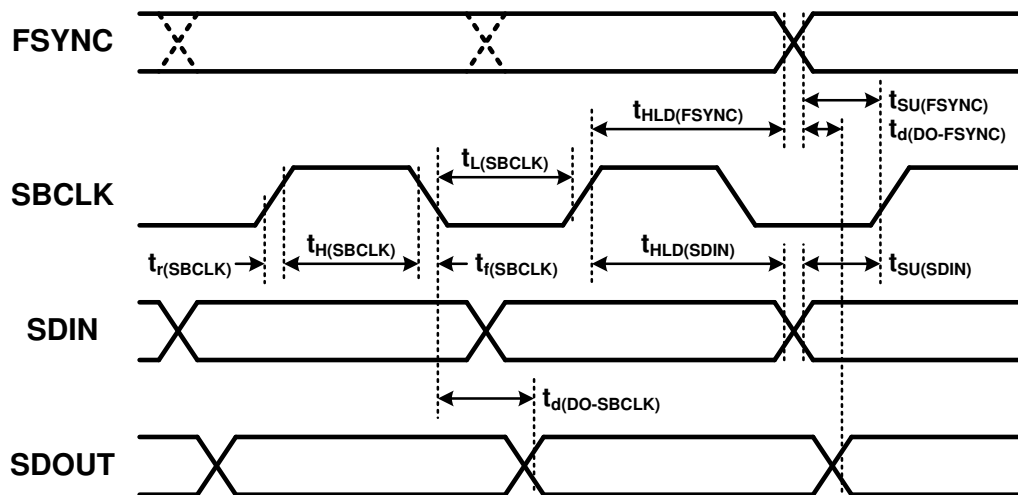 FSYNC
tHLD(FSYNC)
tSU(FSYNC)
td(DO-FSYNC)
tL(SBCLK)
SBCLK
tr(SBCLK)
tH(SBCLK)
tf(SBCLK)
tHLD(SDIN)
tSU(SDIN)
SDIN
td(DO-SBCLK)
SDOUT